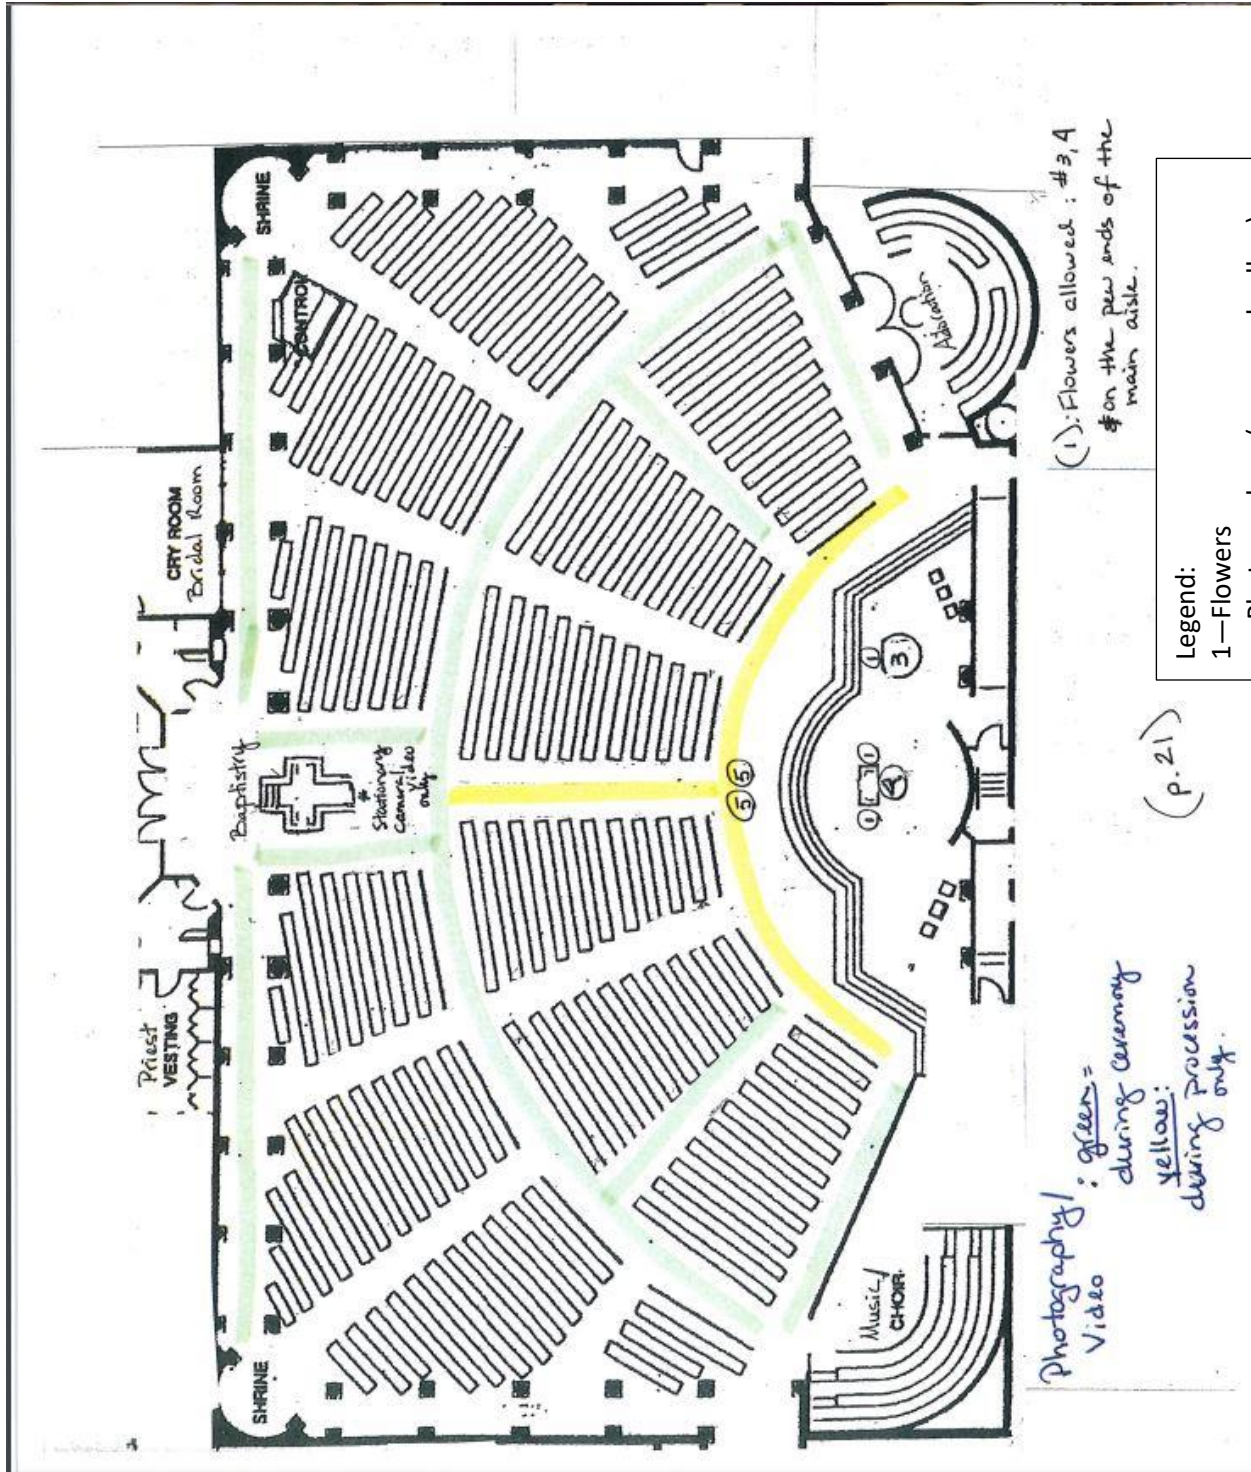 SHRINE
CONTROL
CRY ROOM
Bridal Room
Baptistry
Stationary
camera/
video
only
Priest
VESTING
SHRINE
5 5
1
3
1 1
Adoration
Music/
CHOIR
(1): Flowers allowed: #3,4
on the pew ends of the
main aisle.
Legend:
1—Flowers
(p. 21)
Photography/
Video
: green =
during ceremony
yellow:
during procession
only.